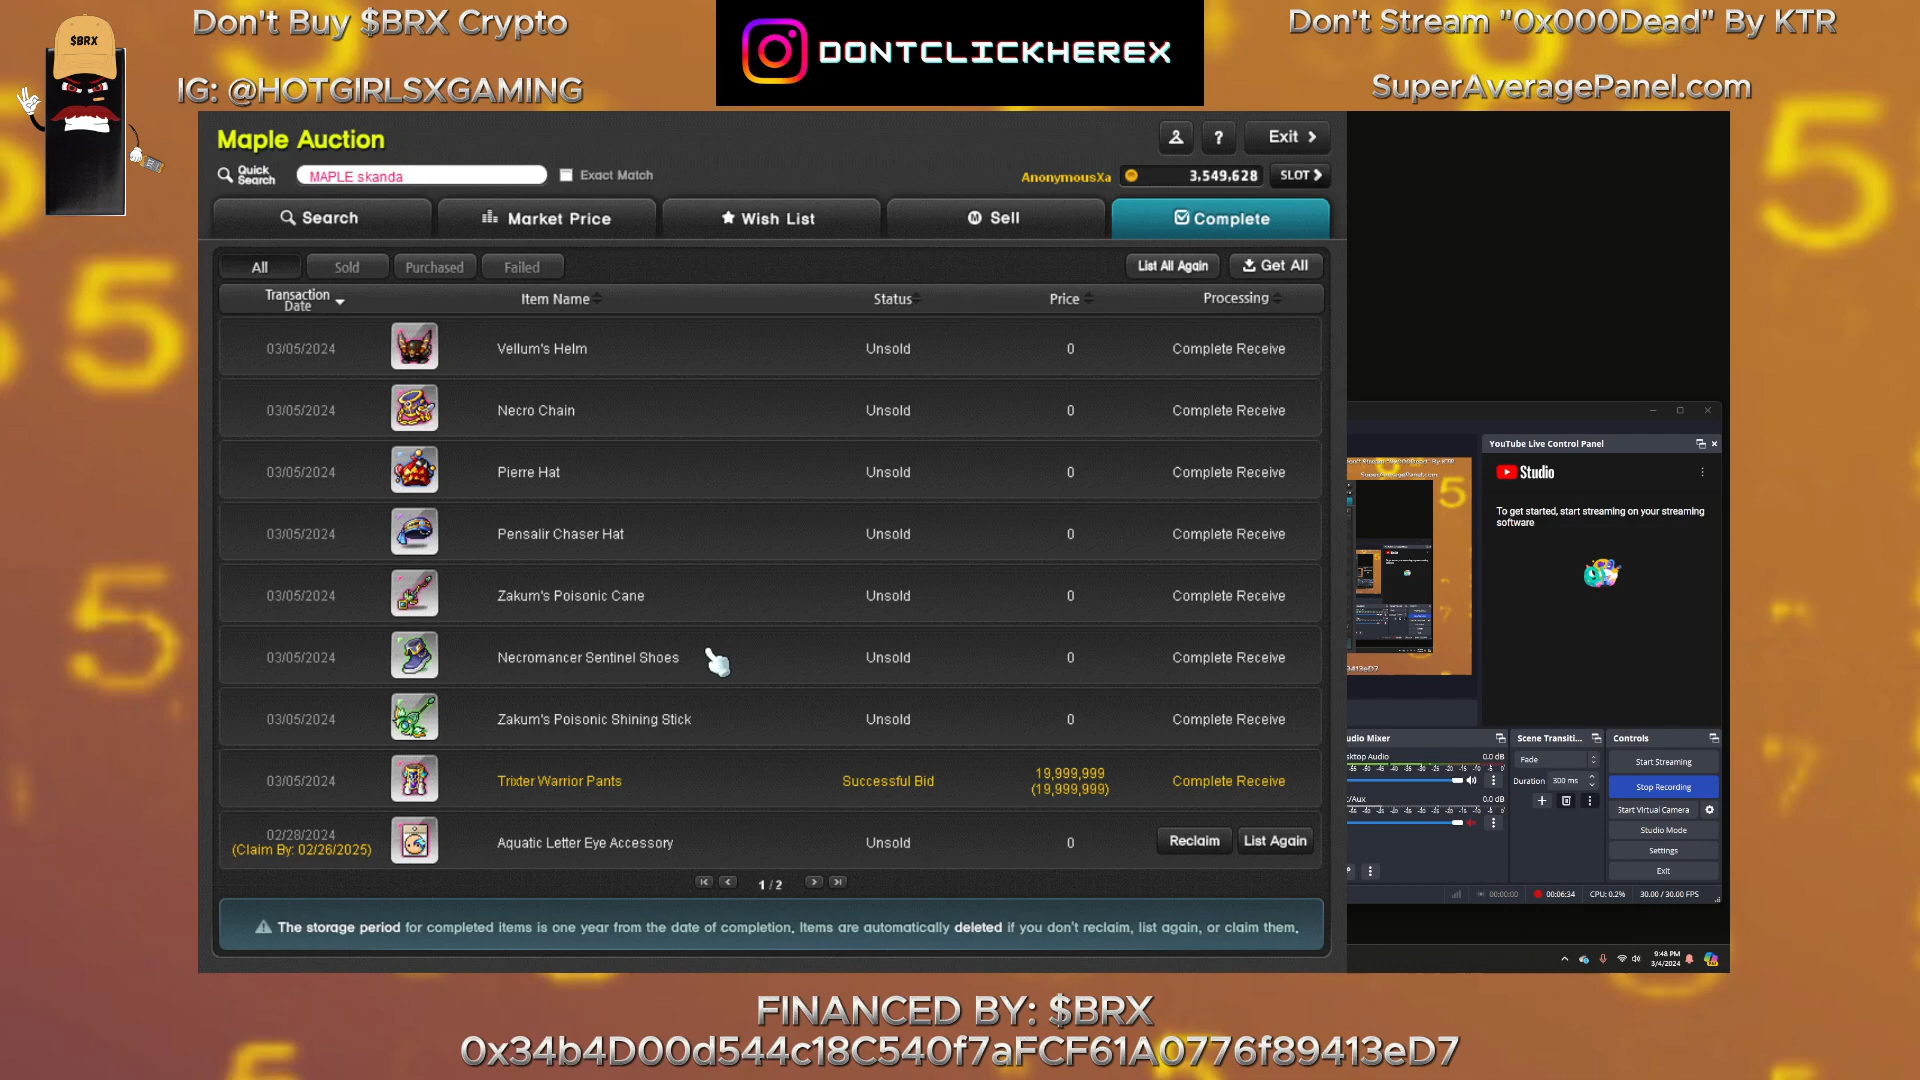 $BRX
Don't Buy $BRX Crypto
IG: @HOTGIRLSXGAMING
DONTCLICKHEREX
Don't Stream "0x000Dead" By KTR
SuperAveragePanel.com
Maple Auction
?
Exit
Quick Search
MAPLE skanda
Exact Match
AnonymousXa
3,549,628
SLOT
Search
Market Price
Wish List
Sell
Complete
All
Sold
Purchased
Failed
List All Again
Get All
Transaction Date
Item Name
Status
Price
Processing
03/05/2024 Vellum's Helm Unsold 0 Complete Receive
03/05/2024 Necro Chain Unsold 0 Complete Receive
03/05/2024 Pierre Hat Unsold 0 Complete Receive
03/05/2024 Pensalir Chaser Hat Unsold 0 Complete Receive
03/05/2024 Zakum's Poisonic Cane Unsold 0 Complete Receive
03/05/2024 Necromancer Sentinel Shoes Unsold 0 Complete Receive
03/05/2024 Zakum's Poisonic Shining Stick Unsold 0 Complete Receive
03/05/2024 Trixter Warrior Pants Successful Bid 19,999,999 (19,999,999) Complete Receive
02/28/2024 (Claim By: 02/26/2025) Aquatic Letter Eye Accessory Unsold 0 Reclaim List Again
1 / 2
The storage period for completed items is one year from the date of completion. Items are automatically deleted if you don't reclaim, list again, or claim them.
YouTube Live Control Panel
Studio
To get started, start streaming on your streaming
software
udio Mixer
Scene Transiti...
Controls
sktop Audio
0.0 dB
Fade
Start Streaming
Duration 300 ms
Stop Recording
c/Aux
0.0 dB
Start Virtual Camera
Studio Mode
Settings
Exit
00:00:00
00:06:34
CPU: 0.2%
30.00 / 30.00 FPS
9:48 PM
3/4/2024
FINANCED BY: $BRX
0x34b4D00d544c18C540f7aFCF61A0776f89413eD7